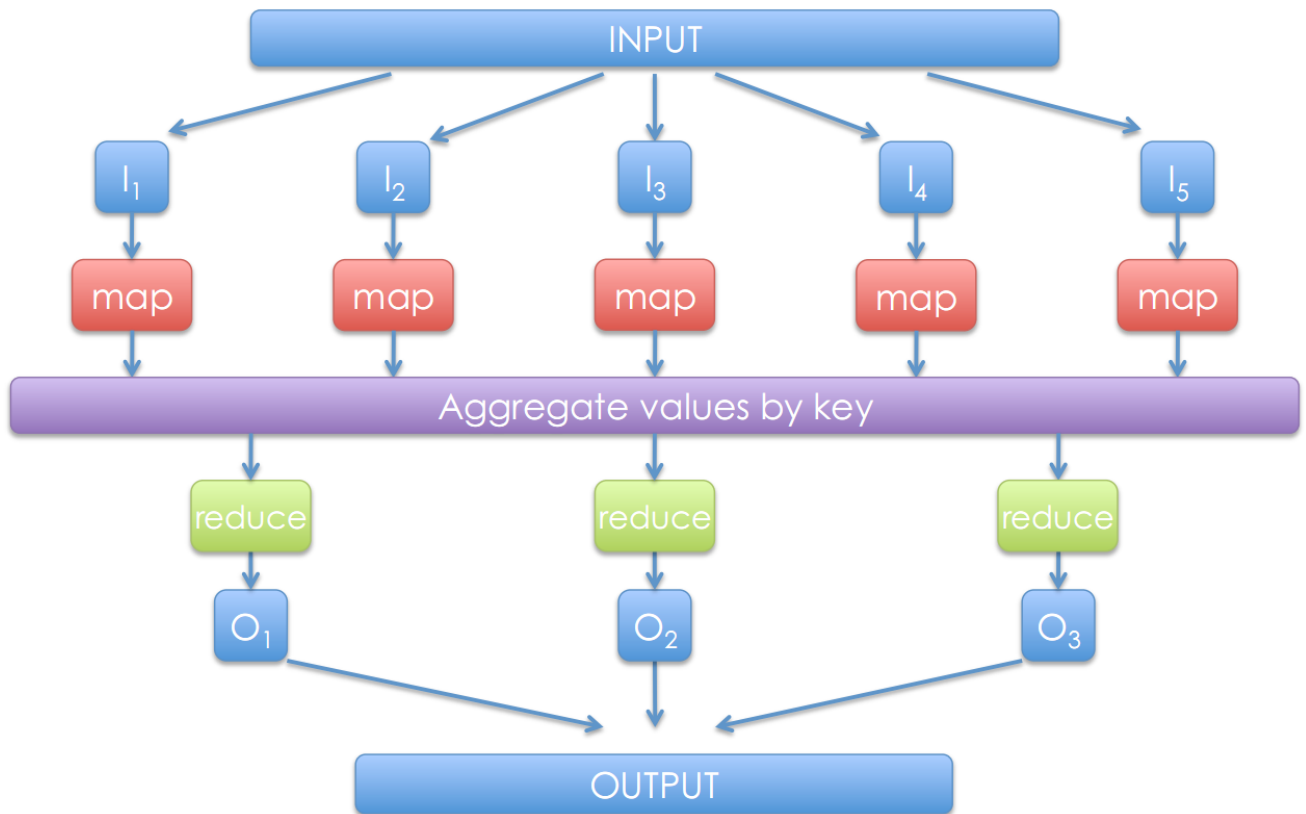 INPUT
I₁ I₂ I₃ I₄ I₅
map map map map map
Aggregate values by key
reduce reduce reduce
O₁ O₂ O₃
OUTPUT